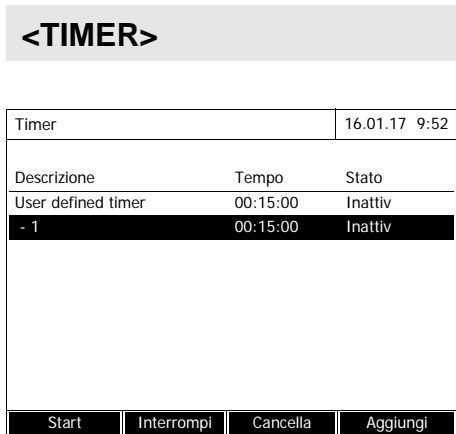 <TIMER>
Timer 16.01.17 9:52
Descrizione Tempo Stato
User defined timer 00:15:00 Inattiv
- 1 00:15:00 Inattiv
Start Interrompi Cancella Aggiungi